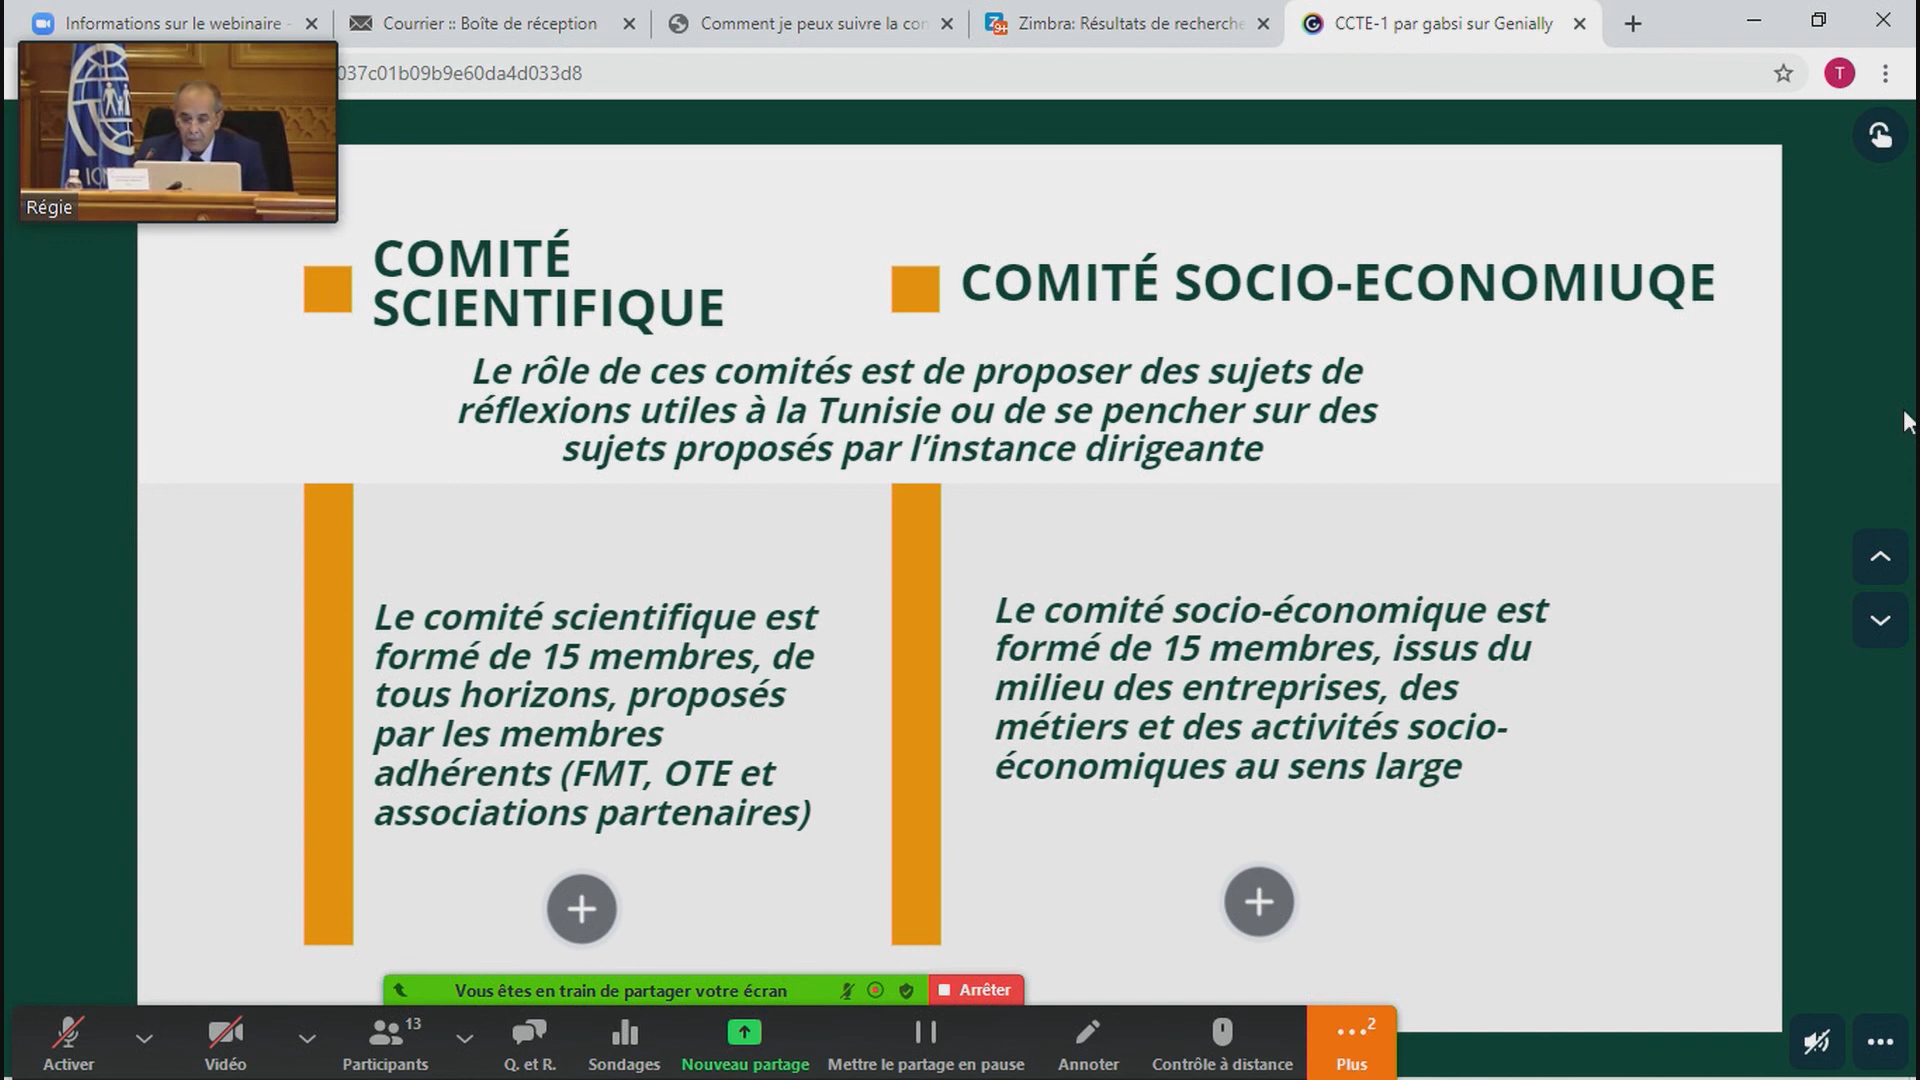 Informations sur le webinaire -
Courrier :: Boîte de réception
Comment je peux suivre la con
Zimbra: Résultats de recherche
CCTE-1 par gabsi sur Genially
037c01b09b9e60da4d033d8
T
Régie
COMITÉ
SCIENTIFIQUE
COMITÉ SOCIO-ECONOMIUQE
Le rôle de ces comités est de proposer des sujets de
réflexions utiles à la Tunisie ou de se pencher sur des
sujets proposés par l’instance dirigeante
Le comité scientifique est
formé de 15 membres, de
tous horizons, proposés
par les membres
adhérents (FMT, OTE et
associations partenaires)
Le comité socio-économique est
formé de 15 membres, issus du
milieu des entreprises, des
métiers et des activités socio-
économiques au sens large
Vous êtes en train de partager votre écran
Arrêter
Activer
Vidéo
13
Participants
Q. et R.
Sondages
Nouveau partage
Mettre le partage en pause
Annoter
Contrôle à distance
2
Plus